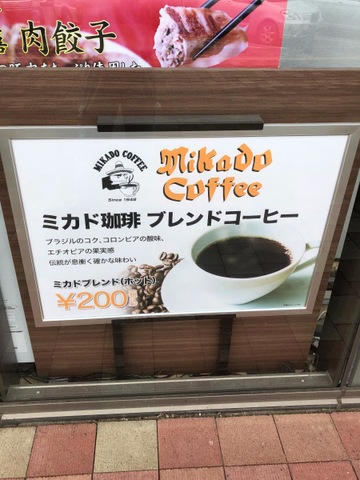 肉餃子
MIKADO COFFEE
Since 1948
Mikado
Coffee
ミカド珈琲 ブレンドコーヒー
ブラジルのコク、コロンビアの酸味、
エチオピアの果実感
伝統が息衝く確かな味わい
ミカドブレンド(ホット)
¥200